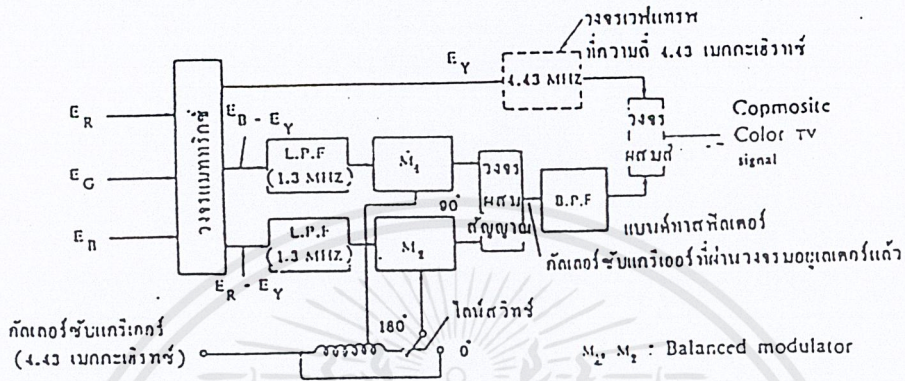 วงจรเวฟแทรพ
ที่ความถี่ 4.43 เมกกะเฮิรทซ์
E_Y
4.43 MHz
E_R
E_G
E_B
วงจรแมททริกซ์
E_B - E_Y
L.P.F
(1.3 MHZ)
M_1
วงจร
ผสม
สัญญาณ
B.P.F
วงจร
ผสม
Copmosite
Color TV
signal
90°
L.P.F
(1.3 MHZ)
M_2
E_R - E_Y
แบนด์พาสฟิลเตอร์
คัลเลอร์ซับแคริเออร์ที่ผ่านวงจรมอดูเลเตอร์แล้ว
คัลเลอร์ซับแคริเออร์
(4.43 เมกกะเฮิรทซ์)
180°
ไลน์สวิทซ์
0°
M_1, M_2 : Balanced modulator